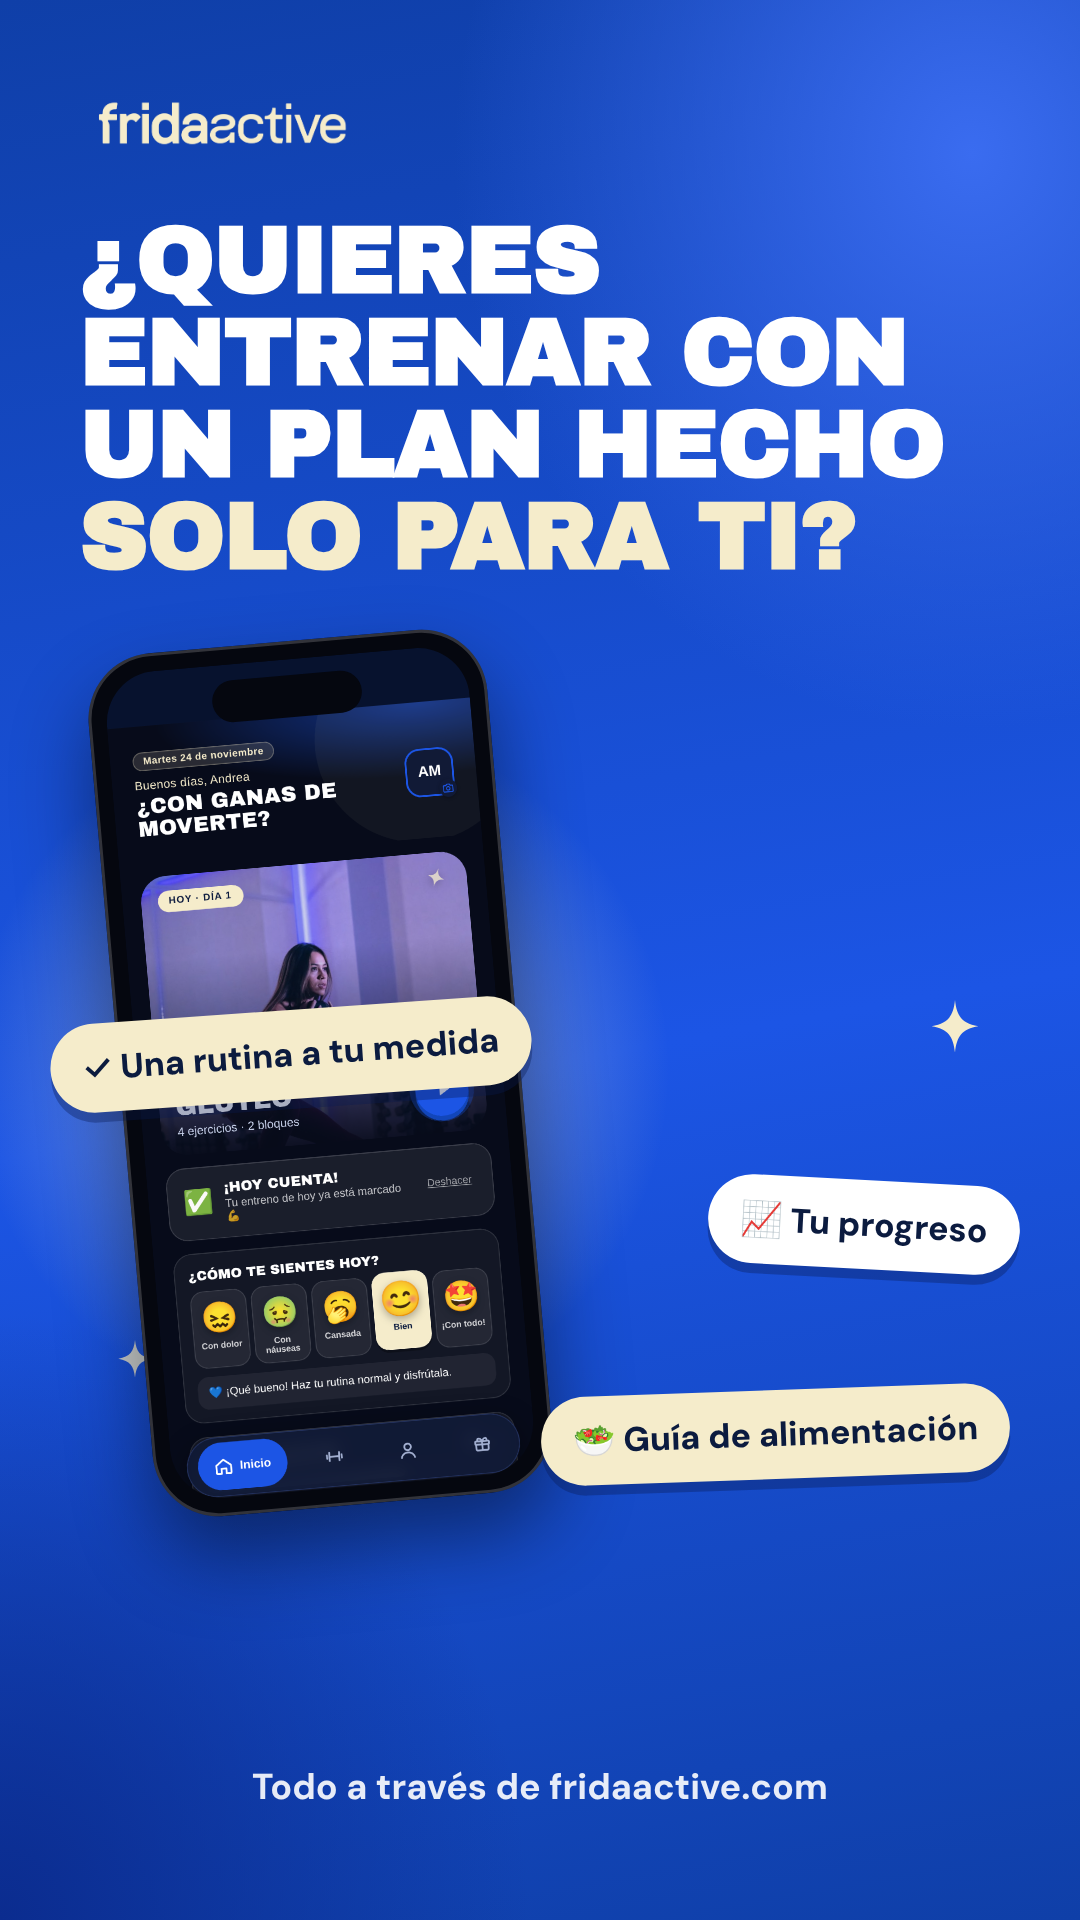 fridaactive
¿QUIERES
ENTRENAR CON
UN PLAN HECHO
SOLO PARA TI?
Martes 24 de noviembre
Buenos días, Andrea
¿CON GANAS DE
MOVERTE?
AM
HOY · DÍA 1
Una rutina a tu medida
4 ejercicios · 2 bloques
¡HOY CUENTA!
Tu entreno de hoy ya está marcado
💪
Deshacer
¿CÓMO TE SIENTES HOY?
Con dolor
Con
náuseas
Cansada
Bien
¡Con todo!
💙 ¡Qué bueno! Haz tu rutina normal y disfrútala.
Inicio
Tu progreso
Guía de alimentación
Todo a través de fridaactive.com